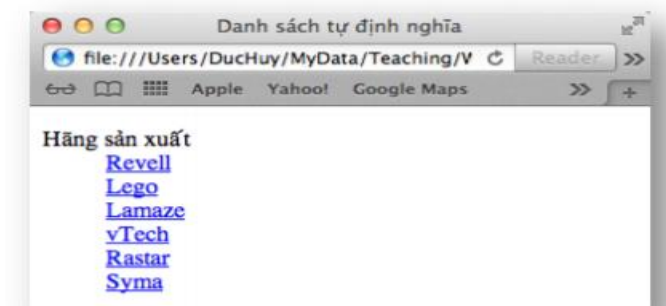 Danh sách tự định nghĩa
file:///Users/DucHuy/MyData/Teaching/V Reader
Apple Yahoo! Google Maps
Hãng sản xuất
Revell
Lego
Lamaze
vTech
Rastar
Syma